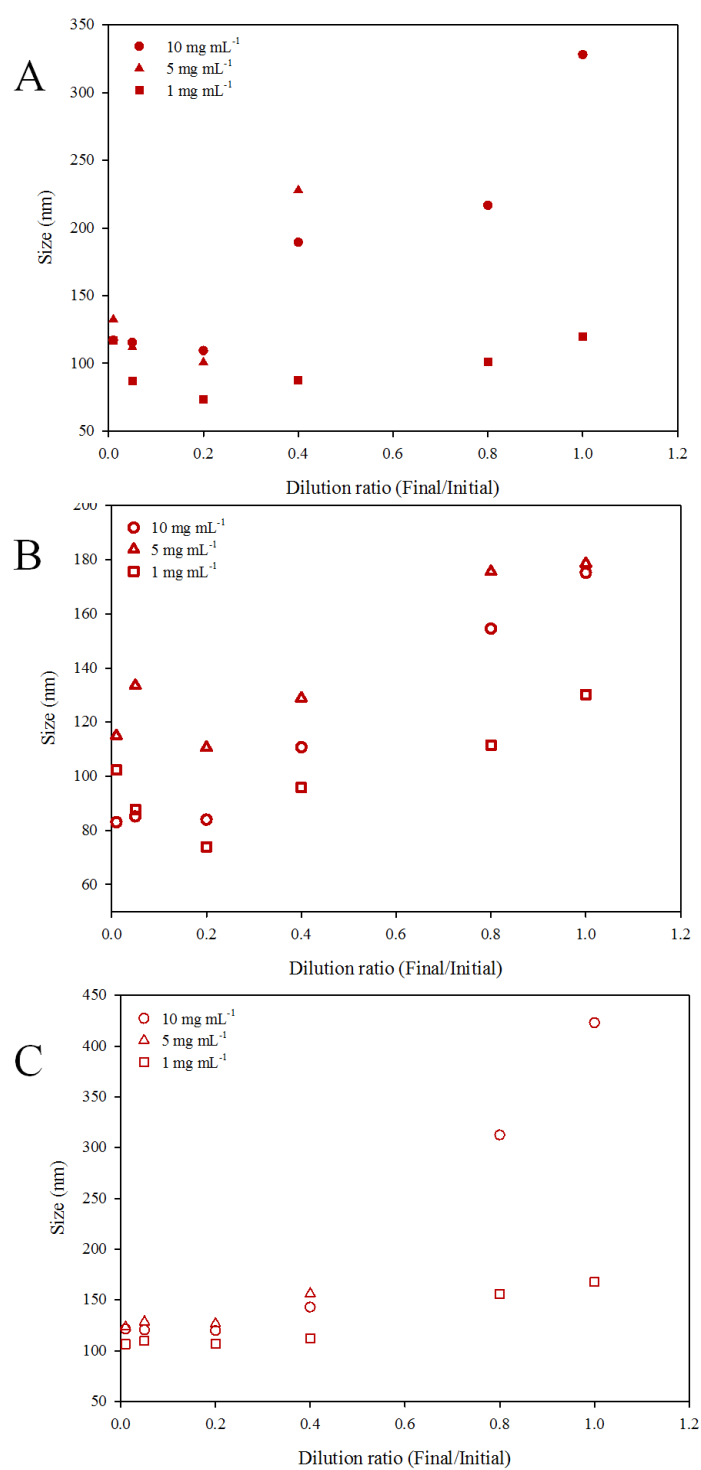 A
350
300
250
200
150
100
50
Size (nm)
10 mg mL⁻¹
5 mg mL⁻¹
1 mg mL⁻¹
0.0 0.2 0.4 0.6 0.8 1.0 1.2
Dilution ratio (Final/Initial)
B
200
180
160
140
120
100
80
60
Size (nm)
10 mg mL⁻¹
5 mg mL⁻¹
1 mg mL⁻¹
0.0 0.2 0.4 0.6 0.8 1.0 1.2
Dilution ratio (Final/Initial)
C
450
400
350
300
250
200
150
100
50
Size (nm)
10 mg mL⁻¹
5 mg mL⁻¹
1 mg mL⁻¹
0.0 0.2 0.4 0.6 0.8 1.0 1.2
Dilution ratio (Final/Initial)